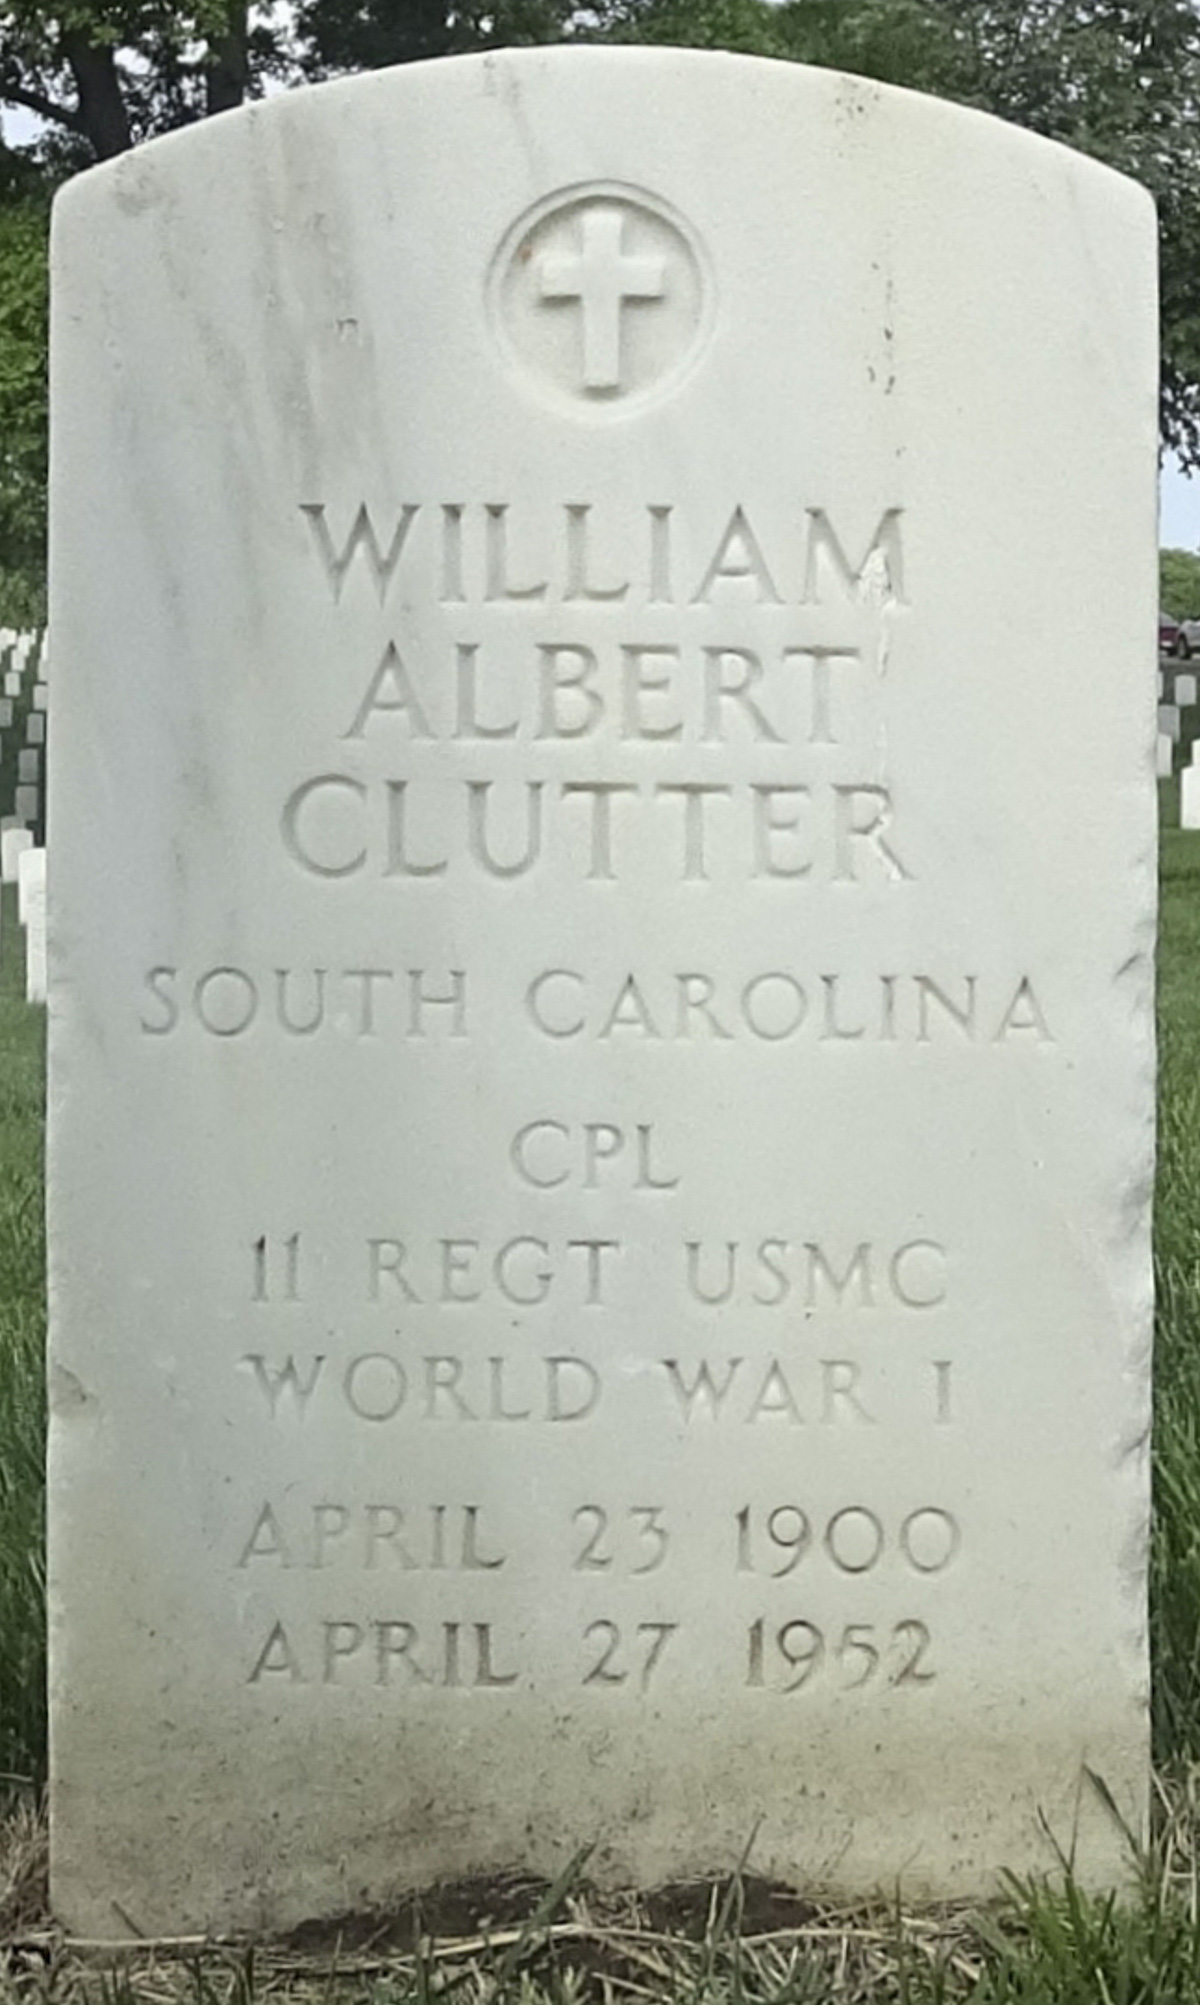 WILLIAM
ALBERT
CLUTTER
SOUTH CAROLINA
CPL
11 REGT USMC
WORLD WAR I
APRIL 23 1900
APRIL 27 1952